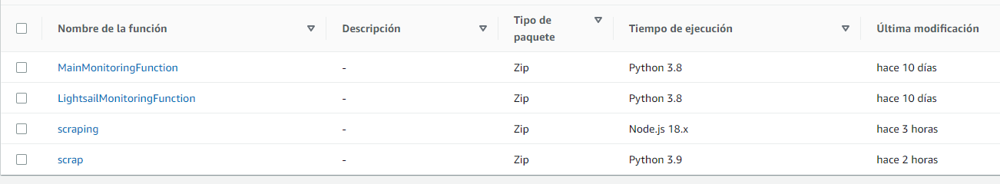 Nombre de la función Descripción Tipo de paquete Tiempo de ejecución Última modificación
MainMonitoringFunction - Zip Python 3.8 hace 10 días
LightsailMonitoringFunction - Zip Python 3.8 hace 10 días
scraping - Zip Node.js 18.x hace 3 horas
scrap - Zip Python 3.9 hace 2 horas